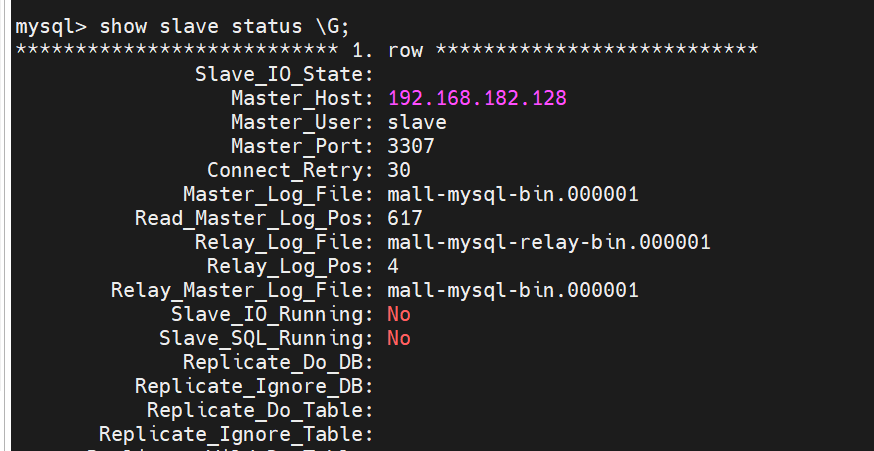 mysql> show slave status \G;
*************************** 1. row ***************************
Slave_IO_State:
Master_Host: 192.168.182.128
Master_User: slave
Master_Port: 3307
Connect_Retry: 30
Master_Log_File: mall-mysql-bin.000001
Read_Master_Log_Pos: 617
Relay_Log_File: mall-mysql-relay-bin.000001
Relay_Log_Pos: 4
Relay_Master_Log_File: mall-mysql-bin.000001
Slave_IO_Running: No
Slave_SQL_Running: No
Replicate_Do_DB:
Replicate_Ignore_DB:
Replicate_Do_Table:
Replicate_Ignore_Table: